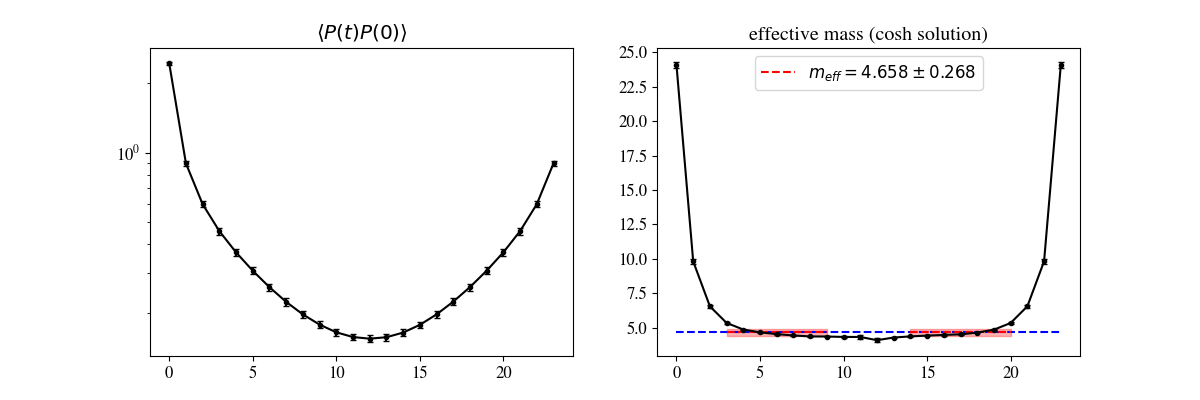 ⟨P(t)P(0)⟩
10⁰
0 5 10 15 20
effective mass (cosh solution)
m_eff = 4.658 ± 0.268
25.0
22.5
20.0
17.5
15.0
12.5
10.0
7.5
5.0
0 5 10 15 20